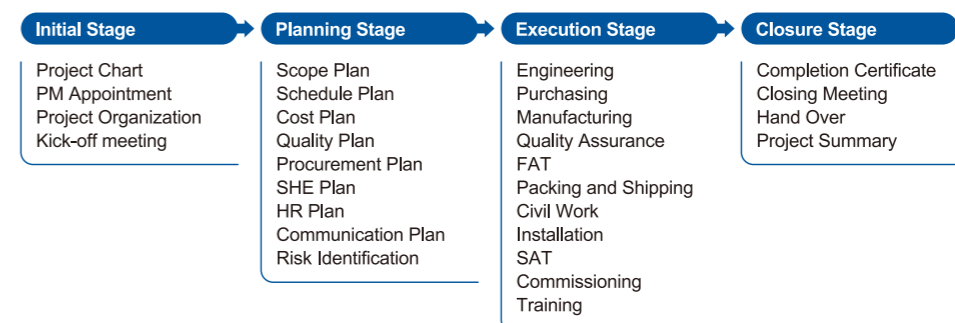 Initial Stage
Project Chart
PM Appointment
Project Organization
Kick-off meeting
Planning Stage
Scope Plan
Schedule Plan
Cost Plan
Quality Plan
Procurement Plan
SHE Plan
HR Plan
Communication Plan
Risk Identification
Execution Stage
Engineering
Purchasing
Manufacturing
Quality Assurance
FAT
Packing and Shipping
Civil Work
Installation
SAT
Commissioning
Training
Closure Stage
Completion Certificate
Closing Meeting
Hand Over
Project Summary